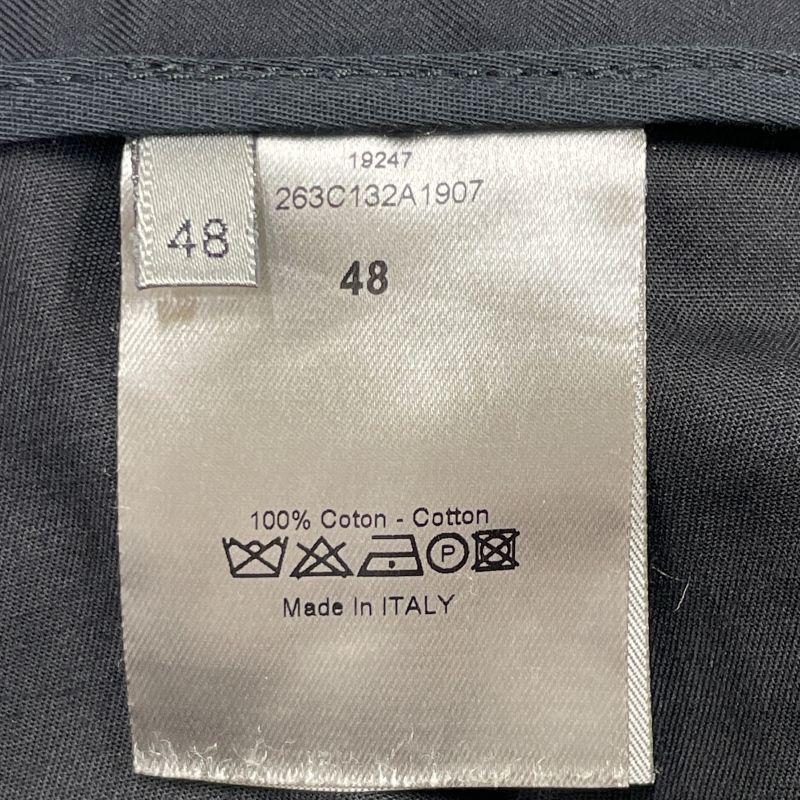 19247
263C132A1907
48
48
100% Coton - Cotton
P
Made In ITALY